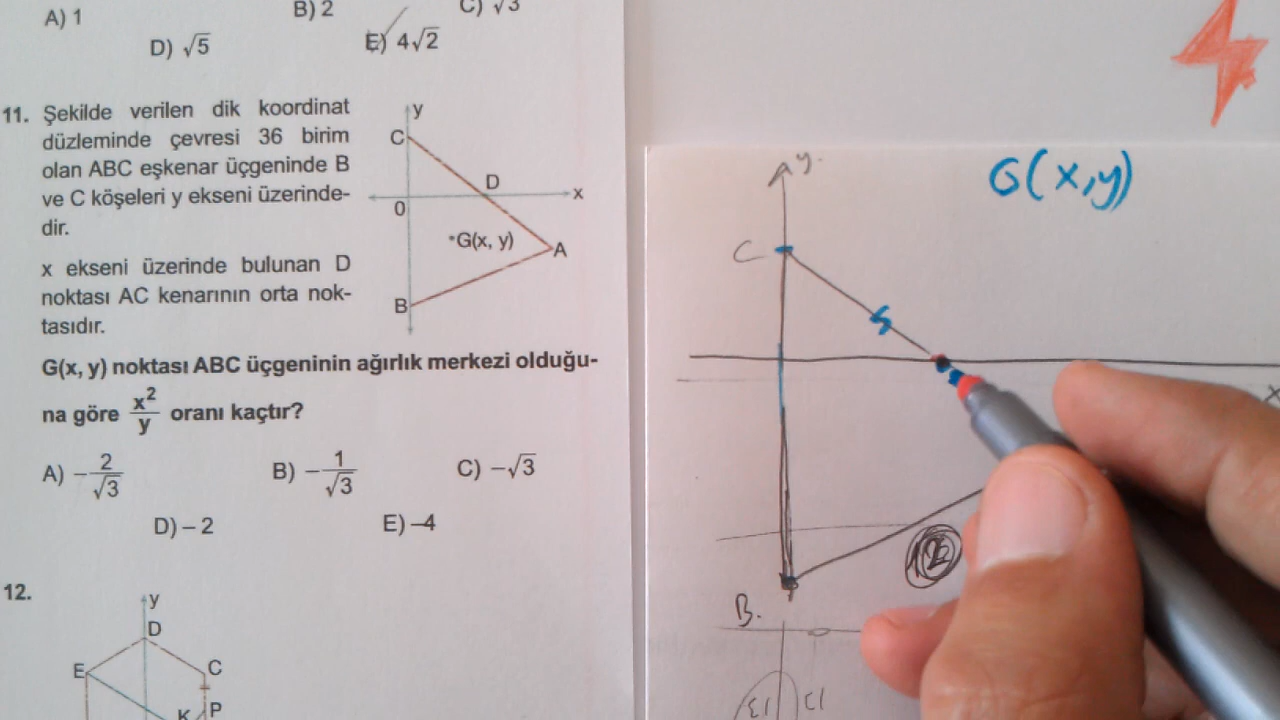 A) 1
B) 2
C) √3
D) √5
E) 4√2
11. Şekilde verilen dik koordinat
düzleminde çevresi 36 birim
olan ABC eşkenar üçgeninde B
ve C köşeleri y ekseni üzerinde-
dir.
x ekseni üzerinde bulunan D
noktası AC kenarının orta nok-
tasıdır.
y
C
D
x
0
G(x, y)
A
B
G(x, y) noktası ABC üçgeninin ağırlık merkezi olduğu-
na göre x²/y oranı kaçtır?
A) −2/√3
B) −1/√3
C) −√3
D) −2
E) −4
12.
y
D
E
C
K
P
G(x,y)
y.
C
x
B.
12